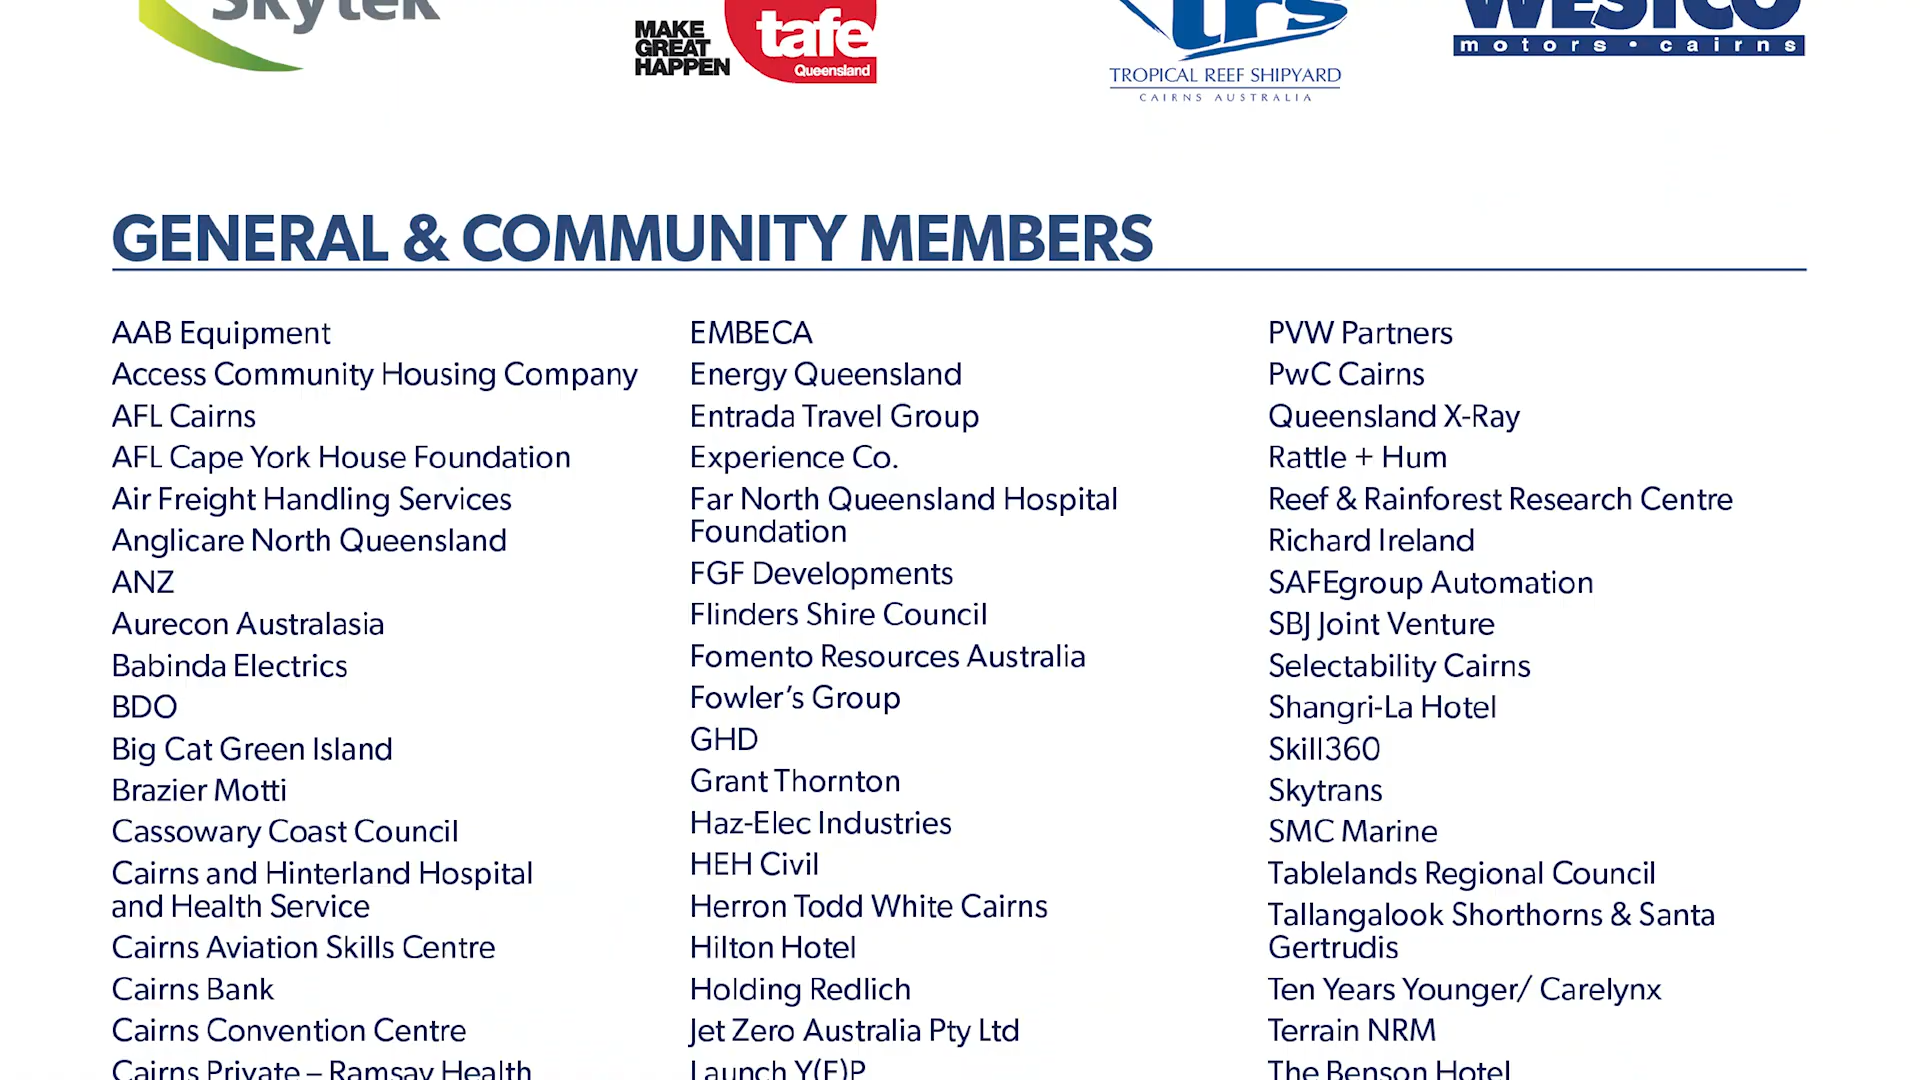 Skytek
MAKE
GREAT
HAPPEN
tafe
Queensland
trs
TROPICAL REEF SHIPYARD
CAIRNS AUSTRALIA
WESTCO
motors • cairns
GENERAL & COMMUNITY MEMBERS
AAB Equipment
Access Community Housing Company
AFL Cairns
AFL Cape York House Foundation
Air Freight Handling Services
Anglicare North Queensland
ANZ
Aurecon Australasia
Babinda Electrics
BDO
Big Cat Green Island
Brazier Motti
Cassowary Coast Council
Cairns and Hinterland Hospital
and Health Service
Cairns Aviation Skills Centre
Cairns Bank
Cairns Convention Centre
Cairns Private – Ramsay Health
EMBECA
Energy Queensland
Entrada Travel Group
Experience Co.
Far North Queensland Hospital
Foundation
FGF Developments
Flinders Shire Council
Fomento Resources Australia
Fowler’s Group
GHD
Grant Thornton
Haz-Elec Industries
HEH Civil
Herron Todd White Cairns
Hilton Hotel
Holding Redlich
Jet Zero Australia Pty Ltd
Launch Y(E)P
PVW Partners
PwC Cairns
Queensland X-Ray
Rattle + Hum
Reef & Rainforest Research Centre
Richard Ireland
SAFEgroup Automation
SBJ Joint Venture
Selectability Cairns
Shangri-La Hotel
Skill360
Skytrans
SMC Marine
Tablelands Regional Council
Tallangalook Shorthorns & Santa
Gertrudis
Ten Years Younger/ Carelynx
Terrain NRM
The Benson Hotel